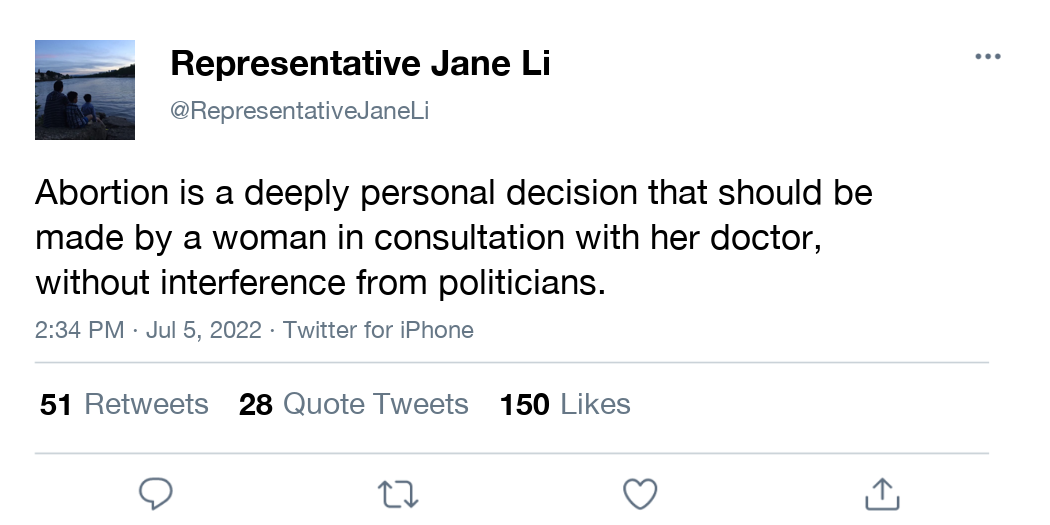 Representative Jane Li
@RepresentativeJaneLi
Abortion is a deeply personal decision that should be
made by a woman in consultation with her doctor,
without interference from politicians.
2:34 PM · Jul 5, 2022 · Twitter for iPhone
51 Retweets 28 Quote Tweets 150 Likes